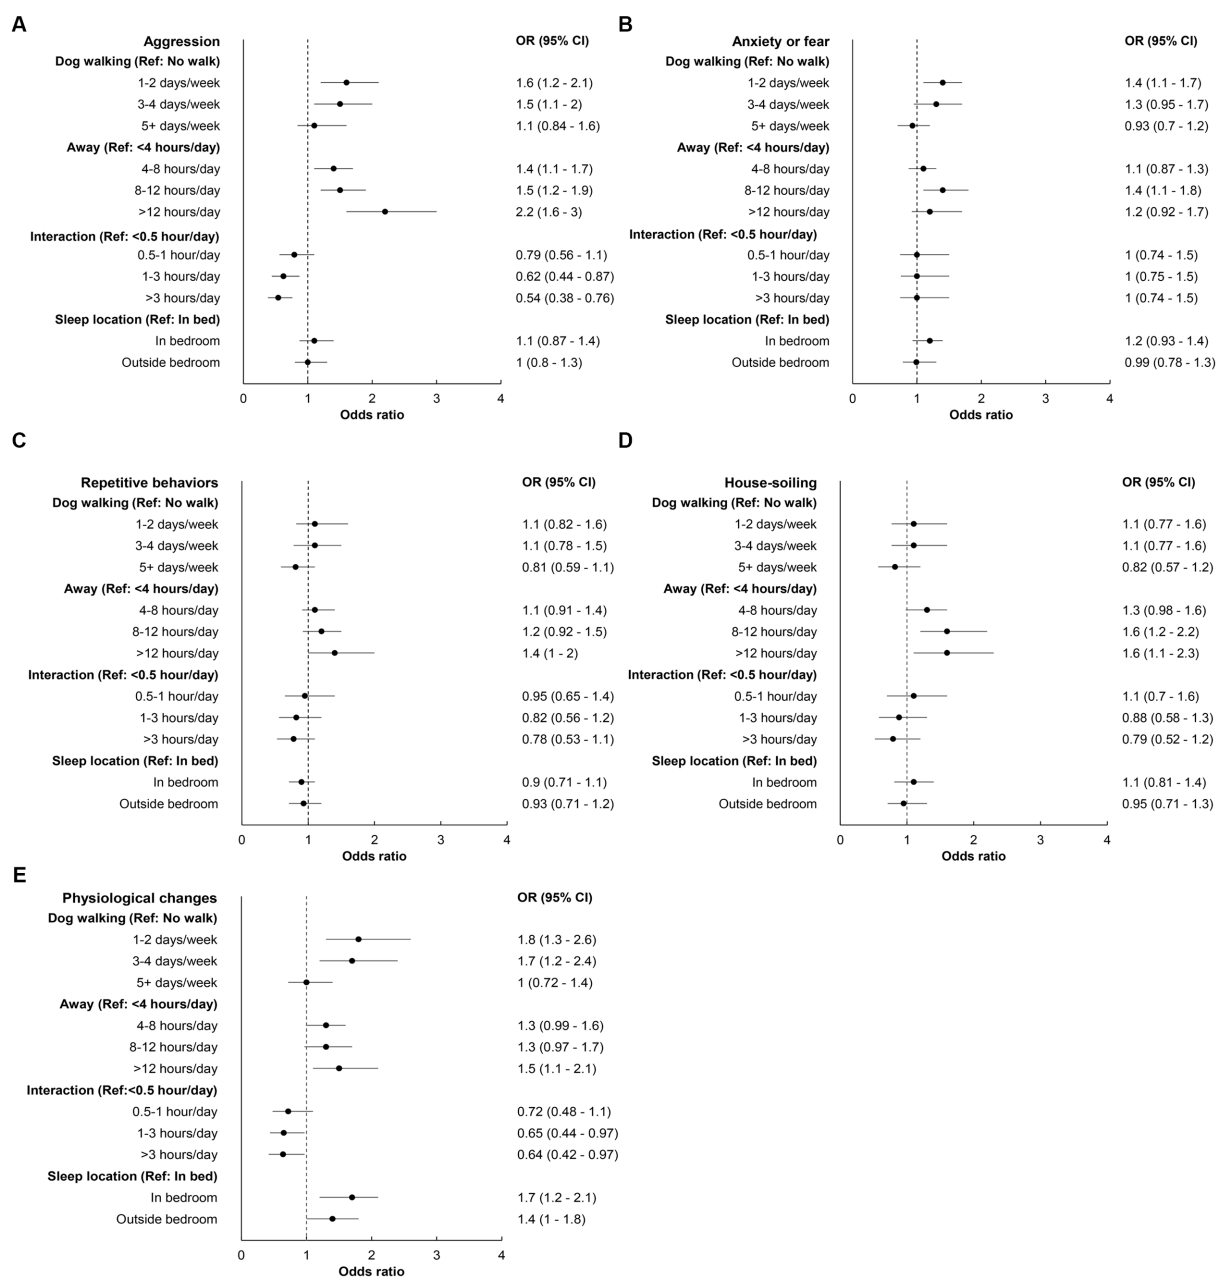 A
Aggression OR (95% CI)
Dog walking (Ref: No walk)
1-2 days/week 1.6 (1.2 - 2.1)
3-4 days/week 1.5 (1.1 - 2)
5+ days/week 1.1 (0.84 - 1.6)
Away (Ref: <4 hours/day)
4-8 hours/day 1.4 (1.1 - 1.7)
8-12 hours/day 1.5 (1.2 - 1.9)
>12 hours/day 2.2 (1.6 - 3)
Interaction (Ref: <0.5 hour/day)
0.5-1 hour/day 0.79 (0.56 - 1.1)
1-3 hours/day 0.62 (0.44 - 0.87)
>3 hours/day 0.54 (0.38 - 0.76)
Sleep location (Ref: In bed)
In bedroom 1.1 (0.87 - 1.4)
Outside bedroom 1 (0.8 - 1.3)
0 1 2 3 4
Odds ratio
B
Anxiety or fear OR (95% CI)
Dog walking (Ref: No walk)
1-2 days/week 1.4 (1.1 - 1.7)
3-4 days/week 1.3 (0.95 - 1.7)
5+ days/week 0.93 (0.7 - 1.2)
Away (Ref: <4 hours/day)
4-8 hours/day 1.1 (0.87 - 1.3)
8-12 hours/day 1.4 (1.1 - 1.8)
>12 hours/day 1.2 (0.92 - 1.7)
Interaction (Ref: <0.5 hour/day)
0.5-1 hour/day 1 (0.74 - 1.5)
1-3 hours/day 1 (0.75 - 1.5)
>3 hours/day 1 (0.74 - 1.5)
Sleep location (Ref: In bed)
In bedroom 1.2 (0.93 - 1.4)
Outside bedroom 0.99 (0.78 - 1.3)
0 1 2 3 4
Odds ratio
C
Repetitive behaviors OR (95% CI)
Dog walking (Ref: No walk)
1-2 days/week 1.1 (0.82 - 1.6)
3-4 days/week 1.1 (0.78 - 1.5)
5+ days/week 0.81 (0.59 - 1.1)
Away (Ref: <4 hours/day)
4-8 hours/day 1.1 (0.91 - 1.4)
8-12 hours/day 1.2 (0.92 - 1.5)
>12 hours/day 1.4 (1 - 2)
Interaction (Ref: <0.5 hour/day)
0.5-1 hour/day 0.95 (0.65 - 1.4)
1-3 hours/day 0.82 (0.56 - 1.2)
>3 hours/day 0.78 (0.53 - 1.1)
Sleep location (Ref: In bed)
In bedroom 0.9 (0.71 - 1.1)
Outside bedroom 0.93 (0.71 - 1.2)
0 1 2 3 4
Odds ratio
D
House-soiling OR (95% CI)
Dog walking (Ref: No walk)
1-2 days/week 1.1 (0.77 - 1.6)
3-4 days/week 1.1 (0.77 - 1.6)
5+ days/week 0.82 (0.57 - 1.2)
Away (Ref: <4 hours/day)
4-8 hours/day 1.3 (0.98 - 1.6)
8-12 hours/day 1.6 (1.2 - 2.2)
>12 hours/day 1.6 (1.1 - 2.3)
Interaction (Ref: <0.5 hour/day)
0.5-1 hour/day 1.1 (0.7 - 1.6)
1-3 hours/day 0.88 (0.58 - 1.3)
>3 hours/day 0.79 (0.52 - 1.2)
Sleep location (Ref: In bed)
In bedroom 1.1 (0.81 - 1.4)
Outside bedroom 0.95 (0.71 - 1.3)
0 1 2 3 4
Odds ratio
E
Physiological changes OR (95% CI)
Dog walking (Ref: No walk)
1-2 days/week 1.8 (1.3 - 2.6)
3-4 days/week 1.7 (1.2 - 2.4)
5+ days/week 1 (0.72 - 1.4)
Away (Ref: <4 hours/day)
4-8 hours/day 1.3 (0.99 - 1.6)
8-12 hours/day 1.3 (0.97 - 1.7)
>12 hours/day 1.5 (1.1 - 2.1)
Interaction (Ref:<0.5 hour/day)
0.5-1 hour/day 0.72 (0.48 - 1.1)
1-3 hours/day 0.65 (0.44 - 0.97)
>3 hours/day 0.64 (0.42 - 0.97)
Sleep location (Ref: In bed)
In bedroom 1.7 (1.2 - 2.1)
Outside bedroom 1.4 (1 - 1.8)
0 1 2 3 4
Odds ratio